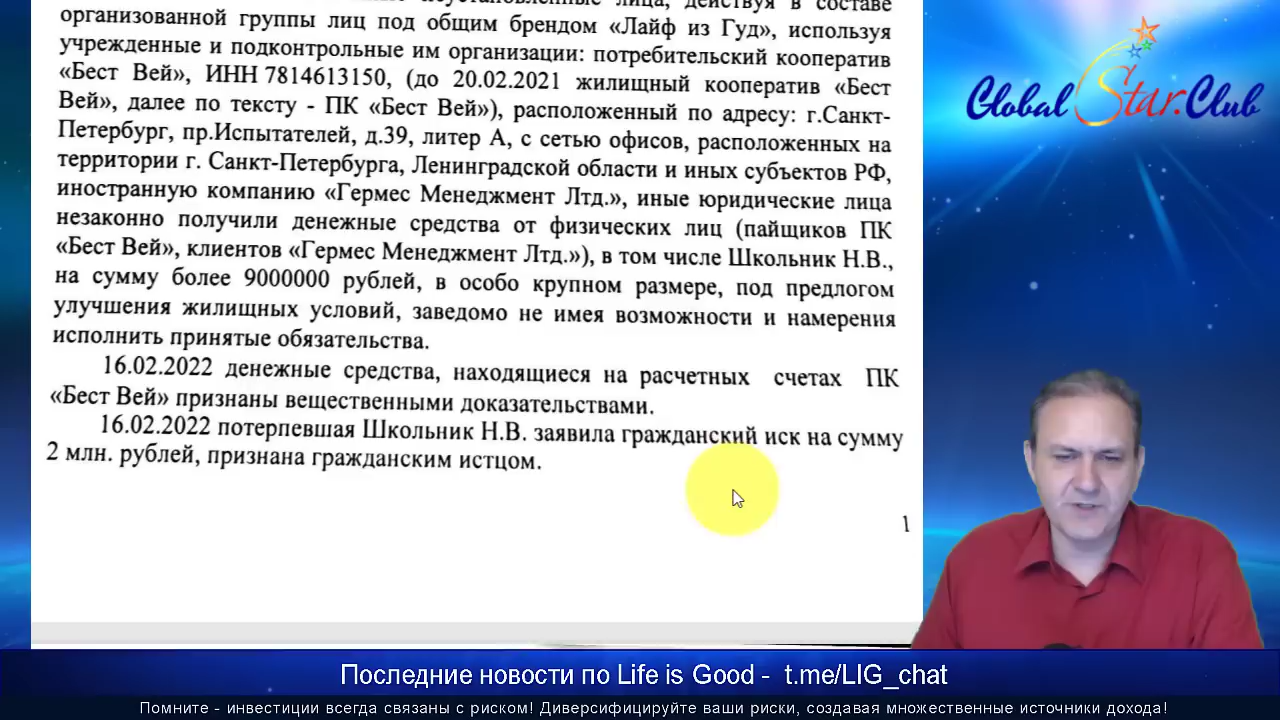 неустановленные лица, действуя в составе
организованной группы лиц под общим брендом «Лайф из Гуд», используя
учрежденные и подконтрольные им организации: потребительский кооператив
«Бест Вей», ИНН 7814613150, (до 20.02.2021 жилищный кооператив «Бест
Вей», далее по тексту - ПК «Бест Вей»), расположенный по адресу: г.Санкт-
Петербург, пр.Испытателей, д.39, литер А, с сетью офисов, расположенных на
территории г. Санкт-Петербурга, Ленинградской области и иных субъектов РФ,
иностранную компанию «Гермес Менеджмент Лтд.», иные юридические лица
незаконно получили денежные средства от физических лиц (пайщиков ПК
«Бест Вей», клиентов «Гермес Менеджмент Лтд.»), в том числе Школьник Н.В.,
на сумму более 9000000 рублей, в особо крупном размере, под предлогом
улучшения жилищных условий, заведомо не имея возможности и намерения
исполнить принятые обязательства.
16.02.2022 денежные средства, находящиеся на расчетных счетах ПК
«Бест Вей» признаны вещественными доказательствами.
16.02.2022 потерпевшая Школьник Н.В. заявила гражданский иск на сумму
2 млн. рублей, признана гражданским истцом.
1
Global Star.Club
Последние новости по Life is Good - t.me/LIG_chat
Помните - инвестиции всегда связаны с риском! Диверсифицируйте ваши риски, создавая множественные источники дохода!